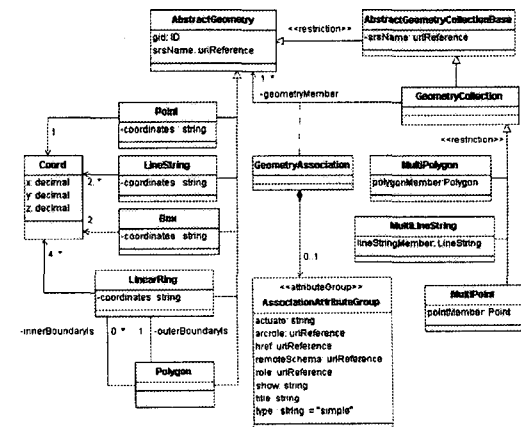 AbstractGeometry
gid: ID
srsName: uriReference
<<restriction>>
AbstractGeometryCollectionBase
-srsName: uriReference
1..*
-geometryMember
GeometryCollection
<<restriction>>
Point
-coordinates: string
1
Coord
x: decimal
y: decimal
z: decimal
LineString
-coordinates: string
2..*
GeometryAssociation
MultiPolygon
polygonMember:Polygon
Box
-coordinates: string
2
MultiLineString
lineStringMember: LineString
4..*
0..1
LinearRing
-coordinates: string
<<attributeGroup>>
AssociationAttributeGroup
actuate: string
arcrole: uriReference
href: uriReference
remoteSchema: uriReference
role: uriReference
show: string
title: string
type: string = "simple"
MultiPoint
pointMember: Point
-innerBoundaryIs
0..*
1
-outerBoundaryIs
Polygon